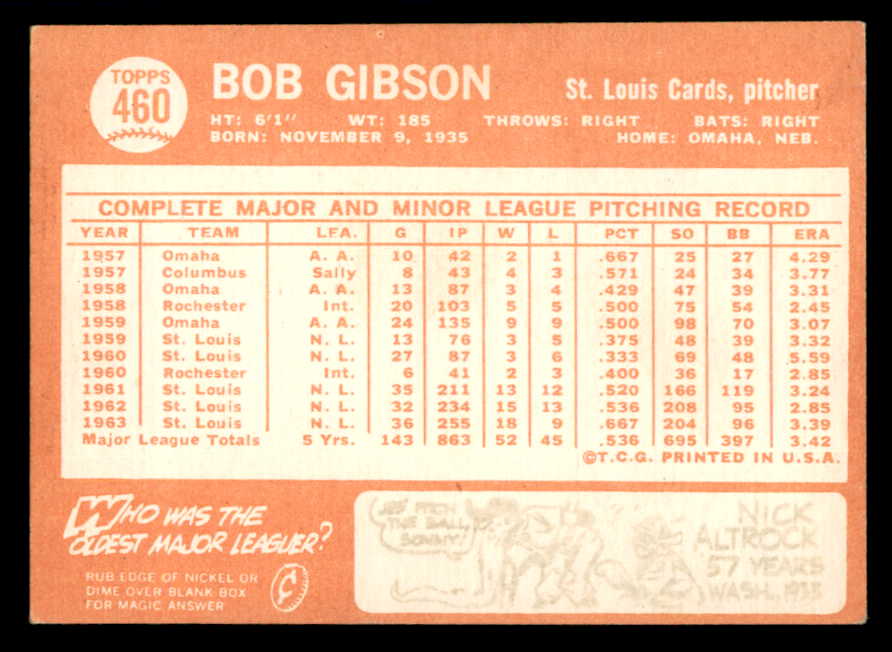 TOPPS
460
BOB GIBSON
St. Louis Cards, pitcher
HT: 6'1" WT: 185 THROWS: RIGHT BATS: RIGHT
BORN: NOVEMBER 9, 1935 HOME: OMAHA, NEB.
COMPLETE MAJOR AND MINOR LEAGUE PITCHING RECORD
YEAR TEAM LEA. G IP W L PCT SO BB ERA
1957 Omaha A. A. 10 42 2 1 .667 25 27 4.29
1957 Columbus Sally 8 43 4 3 .571 24 34 3.77
1958 Omaha A. A. 13 87 3 4 .429 47 39 3.31
1958 Rochester Int. 20 103 5 5 .500 75 54 2.45
1959 Omaha A. A. 24 135 9 9 .500 98 70 3.07
1959 St. Louis N. L. 13 76 3 5 .375 48 39 3.32
1960 St. Louis N. L. 27 87 3 6 .333 69 48 5.59
1960 Rochester Int. 6 41 2 3 .400 36 17 2.85
1961 St. Louis N. L. 35 211 13 12 .520 166 119 3.24
1962 St. Louis N. L. 32 234 15 13 .536 208 95 2.85
1963 St. Louis N. L. 36 255 18 9 .667 204 96 3.39
Major League Totals 5 Yrs. 143 863 52 45 .536 695 397 3.42
©T.C.G. PRINTED IN U.S.A.
WHO WAS THE
OLDEST MAJOR LEAGUER?
RUB EDGE OF NICKEL OR
DIME OVER BLANK BOX
FOR MAGIC ANSWER
¢
PITCH
THE BALL,
SONNY!
NICK
ALTROCK
57 YEARS
WASH. 1933